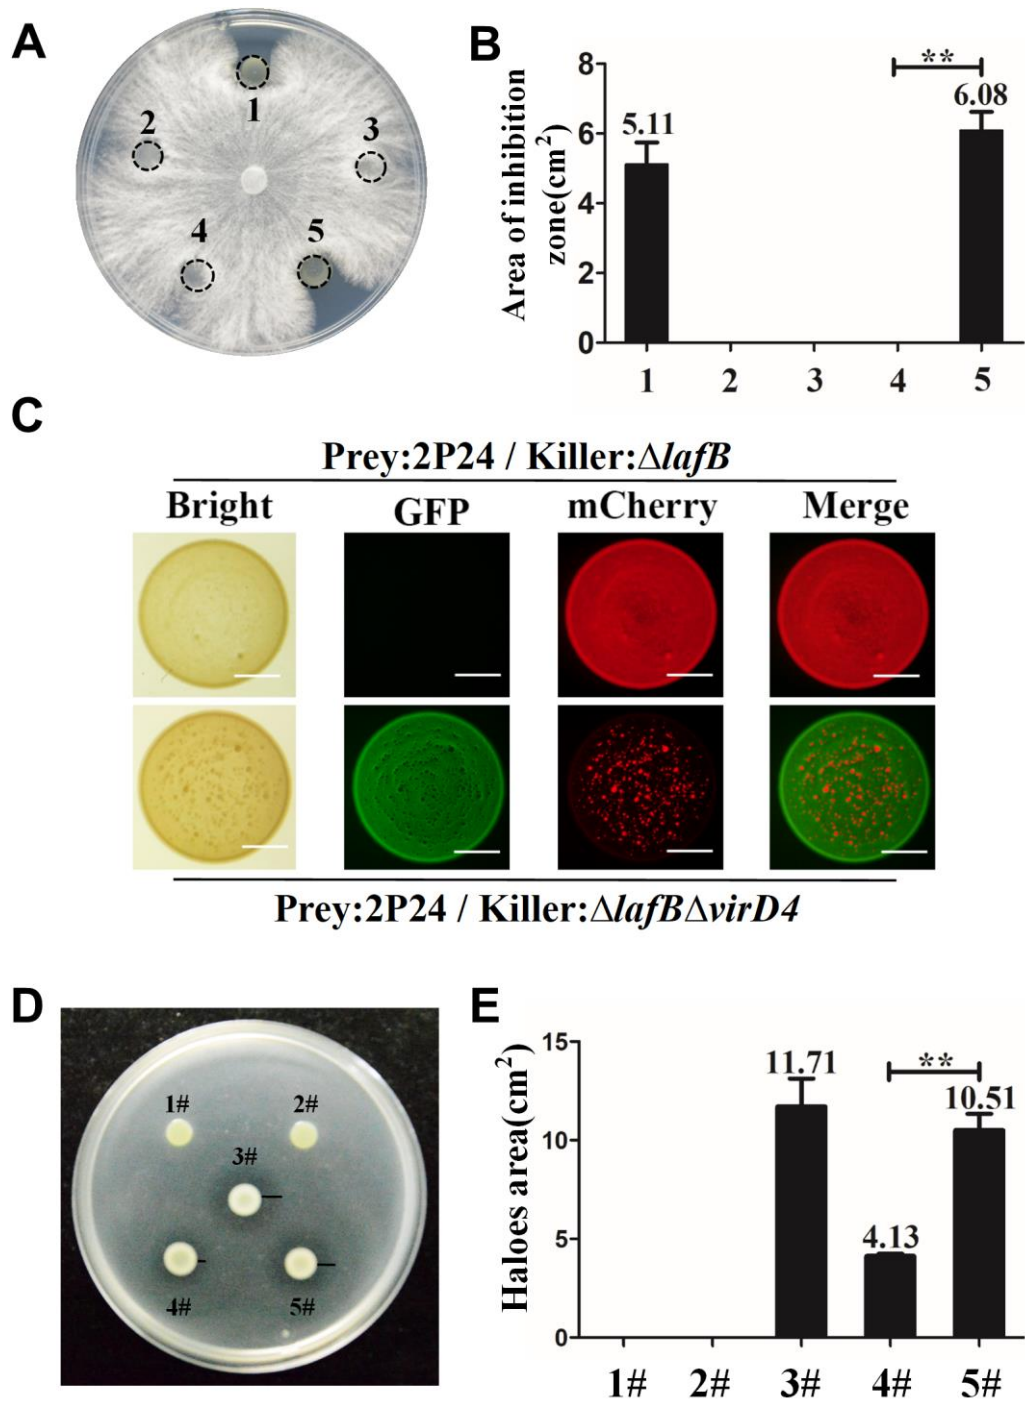 A
1
2
3
4
5
B
Area of inhibition
zone(cm²)
8
6
4
2
0
5.11
**
6.08
1 2 3 4 5
C
Prey:2P24 / Killer:ΔlafB
Bright GFP mCherry Merge
Prey:2P24 / Killer:ΔlafBΔvirD4
D
1# 2#
3#
4# 5#
E
Haloes area(cm²)
15
10
5
0
11.71
4.13
**
10.51
1# 2# 3# 4# 5#